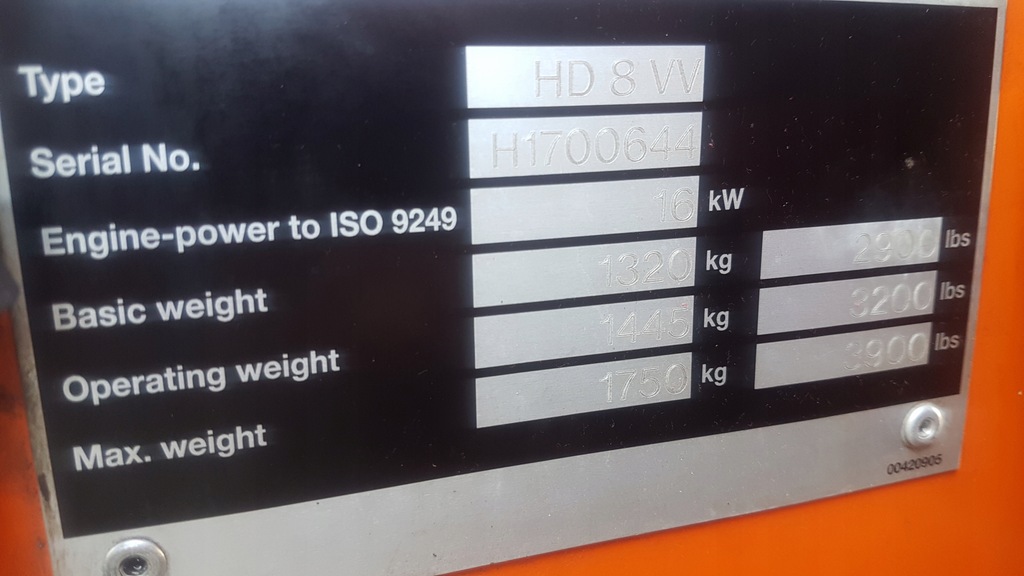 Type HD 8 VV
Serial No. H1700644
Engine-power to ISO 9249 16 kW
Basic weight 1320 kg 2900 lbs
Operating weight 1445 kg 3200 lbs
Max. weight 1750 kg 3900 lbs
00420905